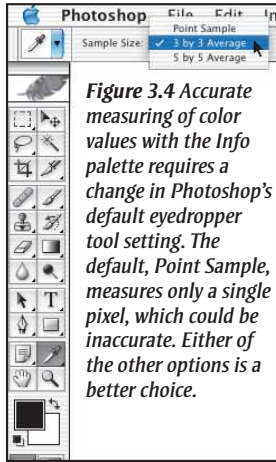 Photoshop File Edit
Sample Size:
Point Sample
✓ 3 by 3 Average
5 by 5 Average
Figure 3.4 Accurate
measuring of color
values with the Info
palette requires a
change in Photoshop's
default eyedropper
tool setting. The
default, Point Sample,
measures only a single
pixel, which could be
inaccurate. Either of
the other options is a
better choice.
T